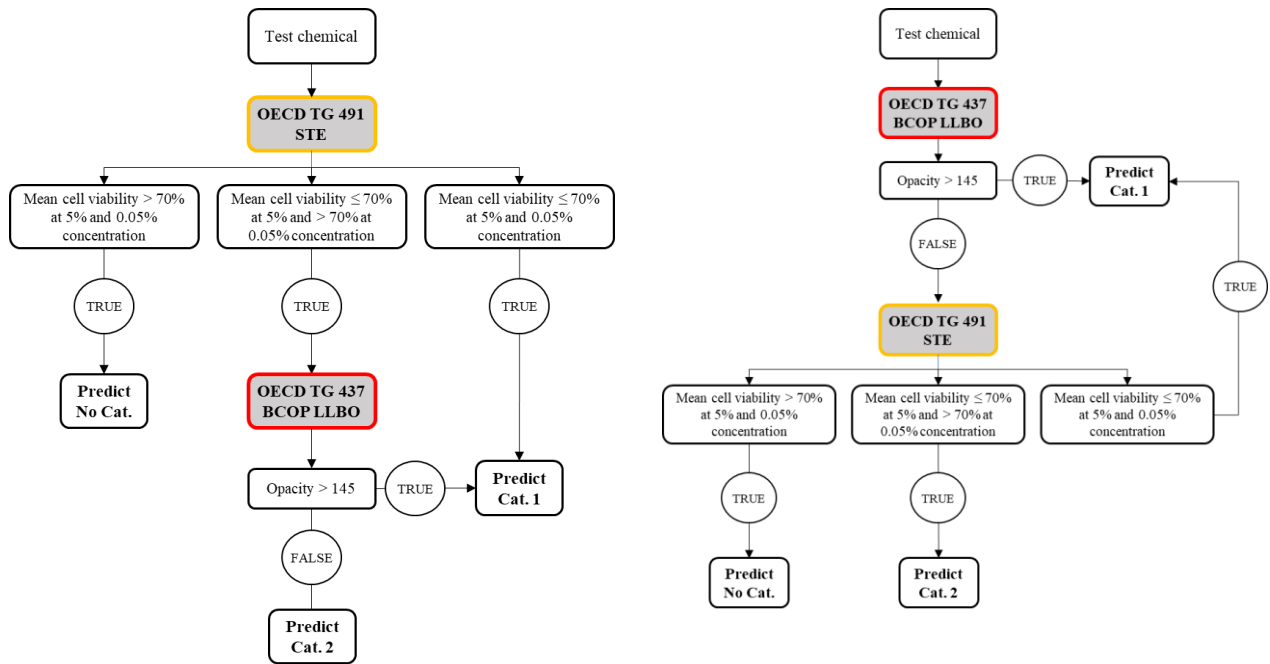 Test chemical
OECD TG 491
STE
Mean cell viability > 70%
at 5% and 0.05%
concentration
Mean cell viability ≤ 70%
at 5% and > 70% at
0.05% concentration
Mean cell viability ≤ 70%
at 5% and 0.05%
concentration
TRUE
TRUE
TRUE
Predict
No Cat.
OECD TG 437
BCOP LLBO
Opacity > 145
TRUE
Predict
Cat. 1
FALSE
Predict
Cat. 2
Test chemical
OECD TG 437
BCOP LLBO
Opacity > 145
TRUE
Predict
Cat. 1
FALSE
TRUE
OECD TG 491
STE
Mean cell viability > 70%
at 5% and 0.05%
concentration
Mean cell viability ≤ 70%
at 5% and > 70% at
0.05% concentration
Mean cell viability ≤ 70%
at 5% and 0.05%
concentration
TRUE
TRUE
Predict
No Cat.
Predict
Cat. 2